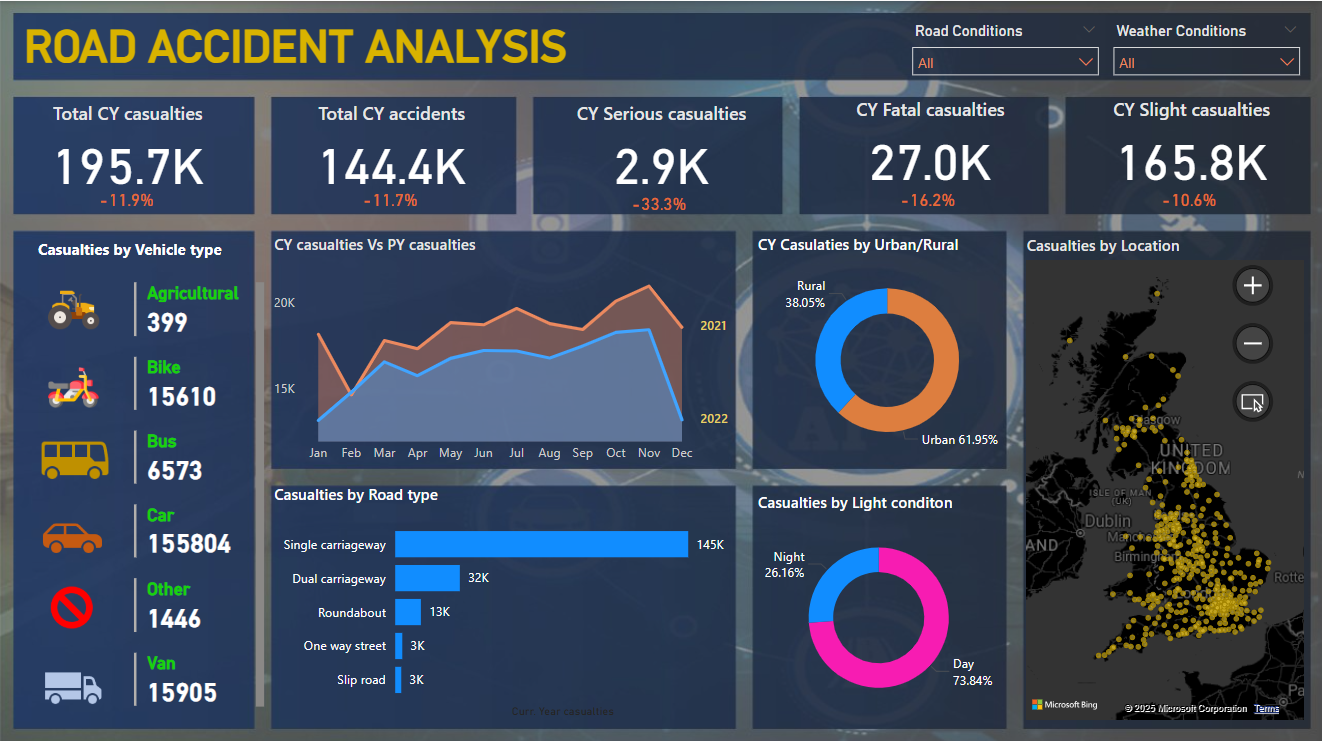 ROAD ACCIDENT ANALYSIS
Road Conditions
All
Weather Conditions
All
Total CY casualties
195.7K
-11.9%
Total CY accidents
144.4K
-11.7%
CY Serious casualties
2.9K
-33.3%
CY Fatal casualties
27.0K
-16.2%
CY Slight casualties
165.8K
-10.6%
Casualties by Vehicle type
Agricultural
399
Bike
15610
Bus
6573
Car
155804
Other
1446
Van
15905
CY casualties Vs PY casualties
20K
15K
2021
2022
Jan Feb Mar Apr May Jun Jul Aug Sep Oct Nov Dec
Casualties by Road type
Single carriageway 145K
Dual carriageway 32K
Roundabout 13K
One way street 3K
Slip road 3K
Curr. Year casualties
CY Casulaties by Urban/Rural
Rural
38.05%
Urban 61.95%
Casualties by Light conditon
Night
26.16%
Day
73.84%
Casualties by Location
Glasgow
UNITED
KINGDOM
ISLE OF MAN
(UK)
Dublin
AND
Birmingh
Rotte
Pa
Microsoft Bing
© 2025 Microsoft Corporation Terms